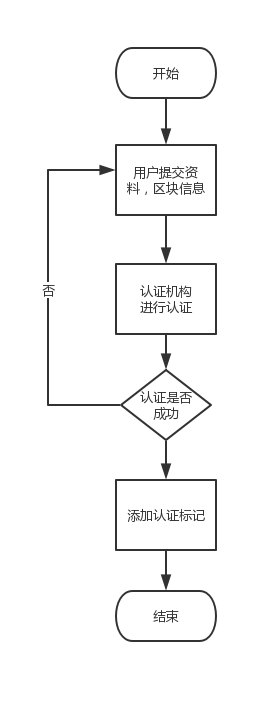 开始
用户提交资
料，区块信息
否
认证机构
进行认证
认证是否
成功
添加认证标记
结束